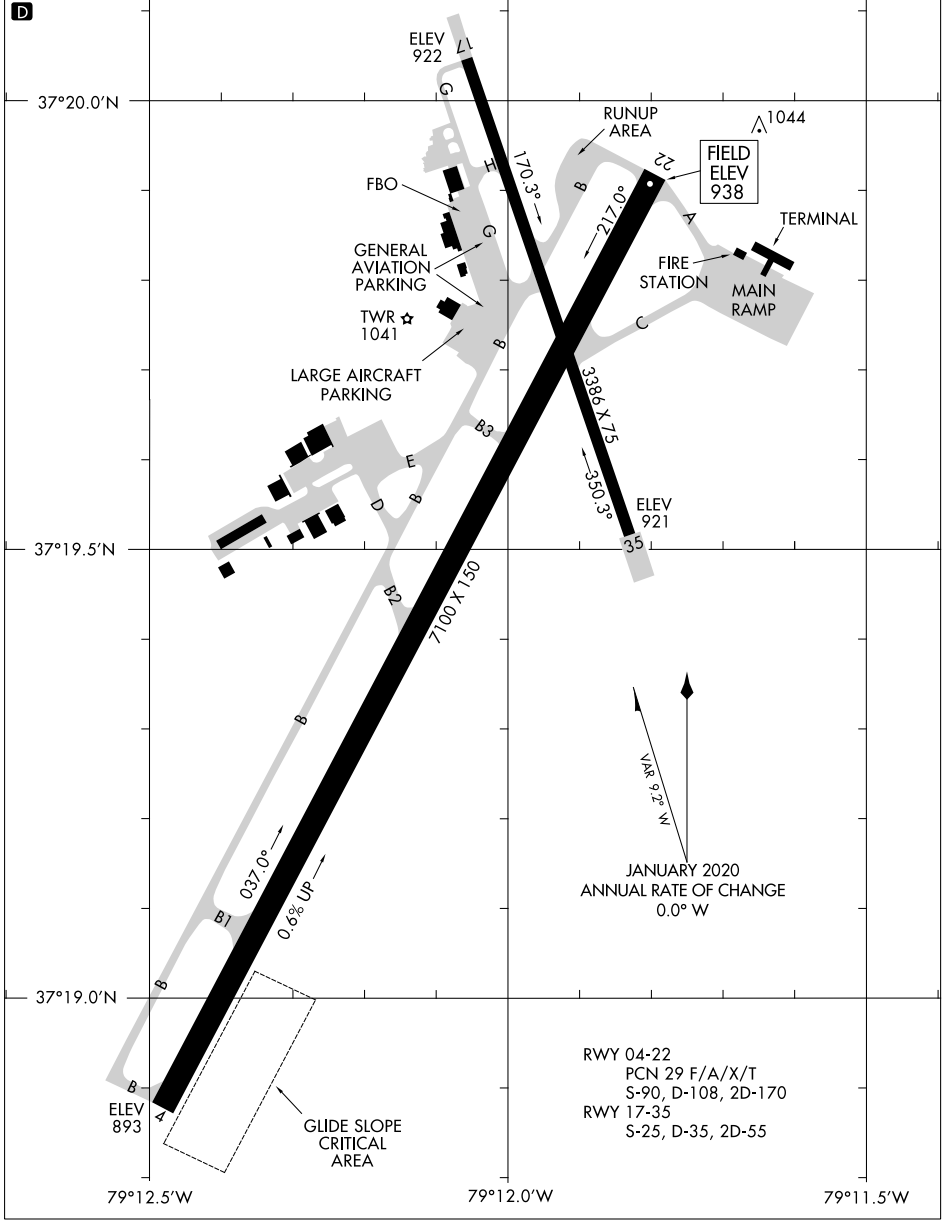 D
ELEV
922
17
37°20.0'N
G
RUNUP
AREA
1044
22
FIELD
ELEV
938
FBO
H
170.3°
B
217.0°
A
TERMINAL
G
GENERAL
AVIATION
PARKING
FIRE
STATION
MAIN
RAMP
TWR
1041
B
C
LARGE AIRCRAFT
PARKING
3386 X 75
B3
E
B
D
350.3°
ELEV
921
35
37°19.5'N
B2
7100 X 150
B
VAR 9.2° W
JANUARY 2020
ANNUAL RATE OF CHANGE
0.0° W
037.0°
0.6% UP
B1
B
37°19.0'N
B
ELEV
893
4
GLIDE SLOPE
CRITICAL
AREA
RWY 04-22
PCN 29 F/A/X/T
S-90, D-108, 2D-170
RWY 17-35
S-25, D-35, 2D-55
79°12.5'W
79°12.0'W
79°11.5'W